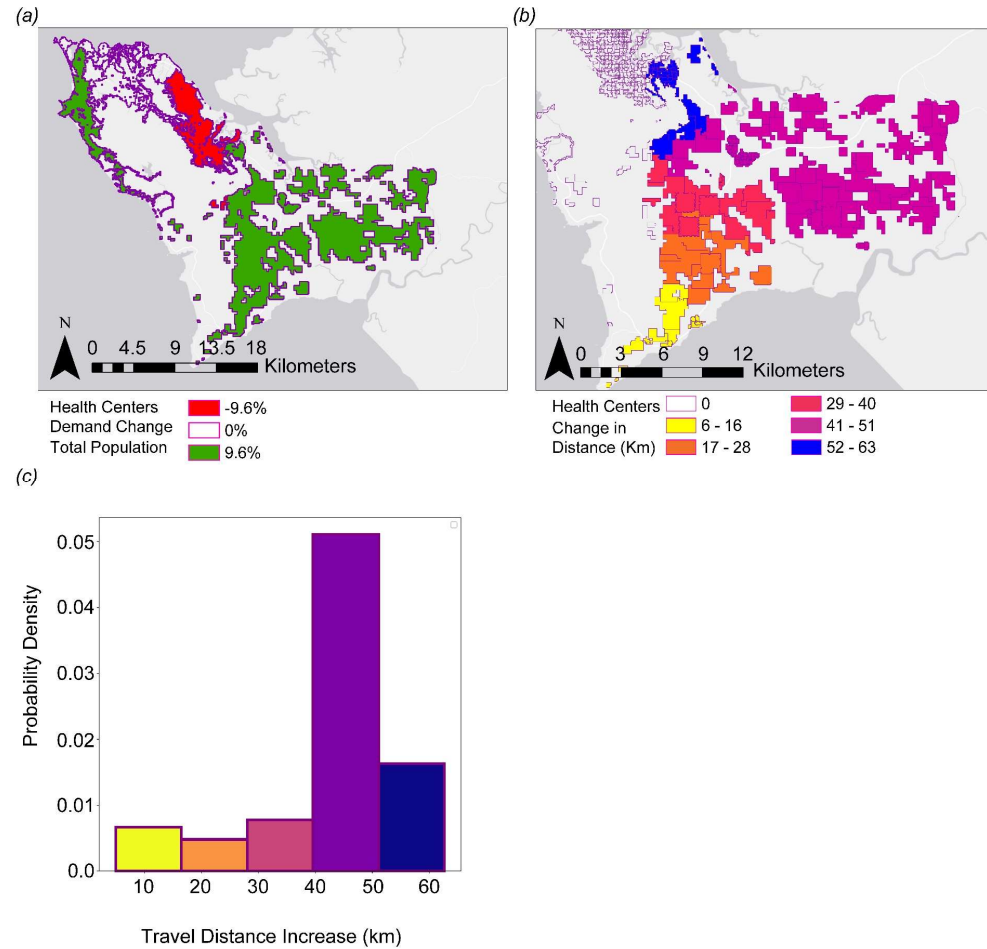 (a)
N
0 4.5 9 13.5 18
Kilometers
Health Centers
Demand Change
Total Population
-9.6%
0%
9.6%
(b)
N
0 3 6 9 12
Kilometers
Health Centers
Change in
Distance (Km)
0
6 - 16
17 - 28
29 - 40
41 - 51
52 - 63
(c)
Probability Density
0.05
0.04
0.03
0.02
0.01
0.0
10 20 30 40 50 60
Travel Distance Increase (km)